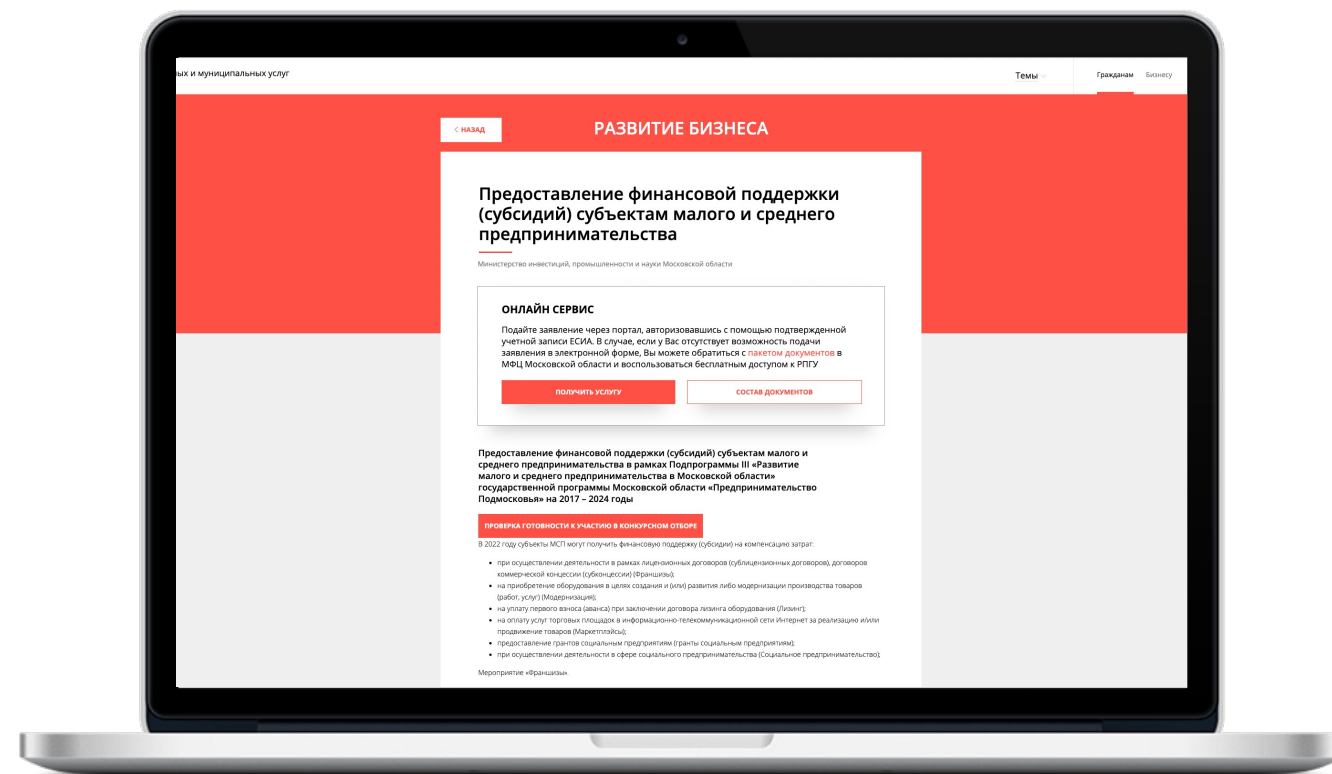 ых и муниципальных услуг
Темы
Гражданам Бизнесу
< НАЗАД
РАЗВИТИЕ БИЗНЕСА
Предоставление финансовой поддержки
(субсидий) субъектам малого и среднего
предпринимательства
Министерство инвестиций, промышленности и науки Московской области
ОНЛАЙН СЕРВИС
Подайте заявление через портал, авторизовавшись с помощью подтвержденной
учетной записи ЕСИА. В случае, если у Вас отсутствует возможность подачи
заявления в электронной форме, Вы можете обратиться с пакетом документов в
МФЦ Московской области и воспользоваться бесплатным доступом к РПГУ
ПОЛУЧИТЬ УСЛУГУ
СОСТАВ ДОКУМЕНТОВ
Предоставление финансовой поддержки (субсидий) субъектам малого и
среднего предпринимательства в рамках Подпрограммы III «Развитие
малого и среднего предпринимательства в Московской области»
государственной программы Московской области «Предпринимательство
Подмосковья» на 2017 – 2024 годы
ПРОВЕРКА ГОТОВНОСТИ К УЧАСТИЮ В КОНКУРСНОМ ОТБОРЕ
В 2022 году субъекты МСП могут получить финансовую поддержку (субсидии) на компенсацию затрат:
• при осуществлении деятельности в рамках лицензионных договоров (сублицензионных договоров), договоров
коммерческой концессии (субконцессии) (Франшизы);
• на приобретение оборудования в целях создания и (или) развития либо модернизации производства товаров
(работ, услуг) (Модернизация);
• на уплату первого взноса (аванса) при заключении договора лизинга оборудования (Лизинг);
• на оплату услуг торговых площадок в информационно-телекоммуникационной сети Интернет за реализацию и/или
продвижение товаров (Маркетплэйсы);
• предоставление грантов социальным предприятиям (гранты социальным предприятиям);
• при осуществлении деятельности в сфере социального предпринимательства (Социальное предпринимательство);
Мероприятие «Франшизы».